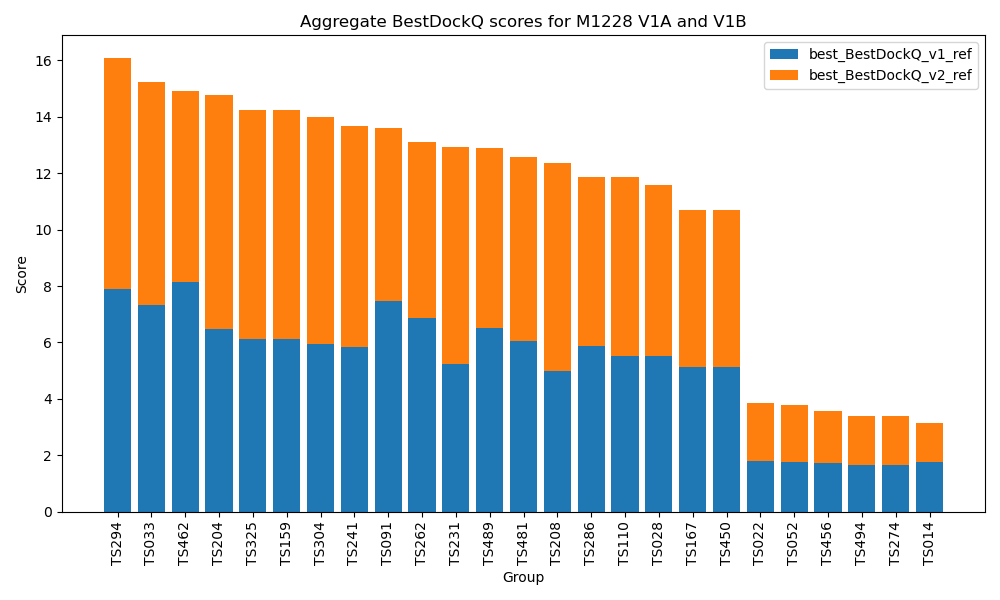 Aggregate BestDockQ scores for M1228 V1A and V1B
best_BestDockQ_v1_ref
best_BestDockQ_v2_ref
Score
16
14
12
10
8
6
4
2
0
TS294
TS033
TS462
TS204
TS325
TS159
TS304
TS241
TS091
TS262
TS231
TS489
TS481
TS208
TS286
TS110
TS028
TS167
TS450
TS022
TS052
TS456
TS494
TS274
TS014
Group